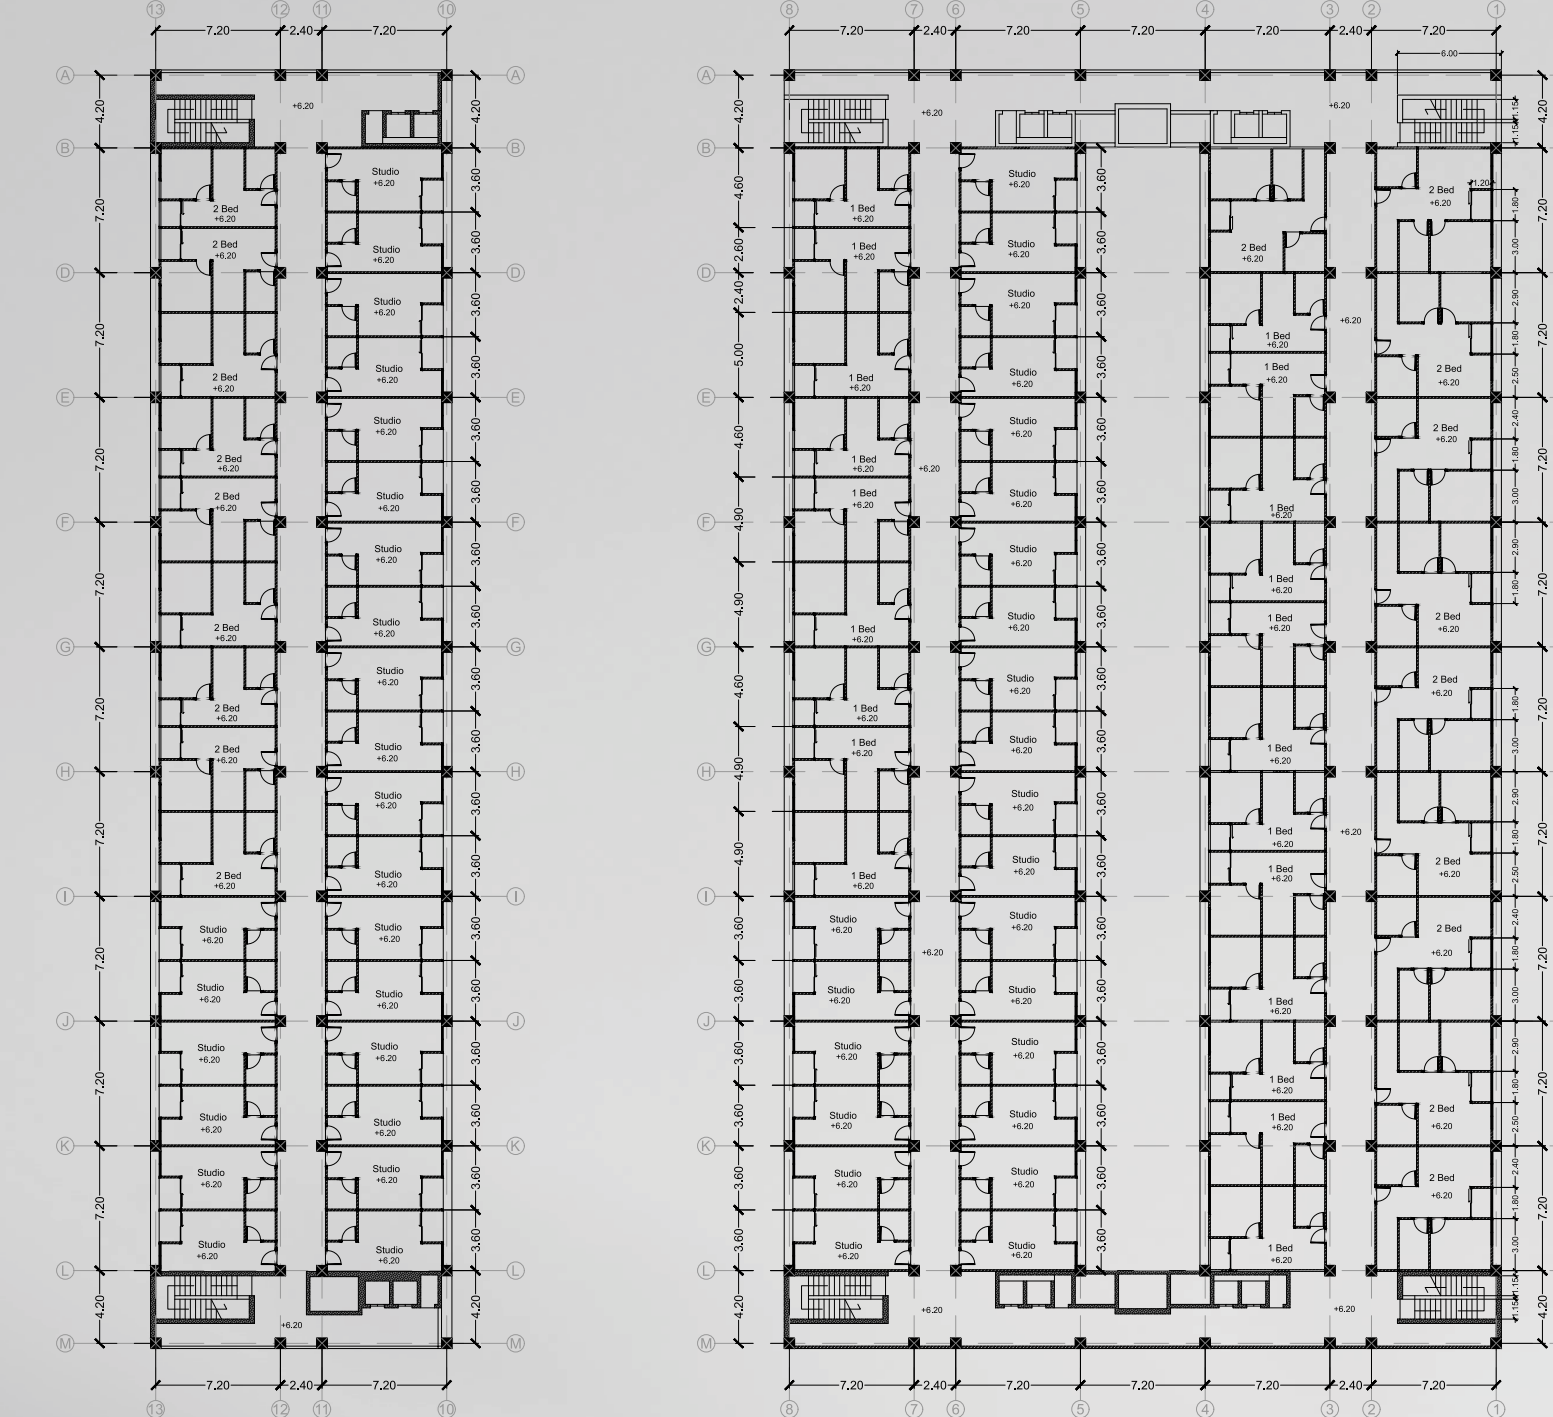 13 12 11 10
7.20 2.40 7.20
A A
4.20 +6.20 4.20
B B
Studio
+6.20
3.60
7.20
2 Bed
+6.20
2 Bed
+6.20
Studio
+6.20
3.60
D D
Studio
+6.20
3.60
7.20
2 Bed
+6.20
Studio
+6.20
3.60
E E
Studio
+6.20
3.60
7.20
2 Bed
+6.20
2 Bed
+6.20
Studio
+6.20
3.60
F F
Studio
+6.20
3.60
7.20
2 Bed
+6.20
Studio
+6.20
3.60
G G
Studio
+6.20
3.60
7.20
2 Bed
+6.20
2 Bed
+6.20
Studio
+6.20
3.60
H H
Studio
+6.20
3.60
7.20
2 Bed
+6.20
Studio
+6.20
3.60
I I
Studio
+6.20
Studio
+6.20
3.60
7.20
Studio
+6.20
Studio
+6.20
3.60
J J
Studio
+6.20
Studio
+6.20
3.60
7.20
Studio
+6.20
Studio
+6.20
3.60
K K
Studio
+6.20
Studio
+6.20
3.60
7.20
Studio
+6.20
Studio
+6.20
3.60
L L
4.20 +6.20 4.20
M M
7.20 2.40 7.20
13 12 11 10
8 7 6 5 4 3 2 1
7.20 2.40 7.20 7.20 7.20 2.40 7.20
6.00
A
4.20 +6.20 +6.20 1.15 1.15 4.20
B
4.60
1 Bed
+6.20
Studio
+6.20
3.60
2 Bed
+6.20
1.20
1.80
7.20
2.60
1 Bed
+6.20
Studio
+6.20
3.60
2 Bed
+6.20
3.00
D
2.40
Studio
+6.20
3.60
+6.20
2.90
7.20
5.00
1 Bed
+6.20
Studio
+6.20
3.60
1 Bed
+6.20
1 Bed
+6.20
2 Bed
+6.20
1.80
2.50
E
4.60
1 Bed
+6.20
+6.20
Studio
+6.20
3.60
2 Bed
+6.20
2.40
1.80
7.20
1 Bed
+6.20
Studio
+6.20
3.60
1 Bed
+6.20
3.00
F
4.90
Studio
+6.20
3.60
1 Bed
+6.20
2.90
1.80
7.20
4.90
1 Bed
+6.20
Studio
+6.20
3.60
1 Bed
+6.20
2 Bed
+6.20
G
4.60
1 Bed
+6.20
Studio
+6.20
3.60
2 Bed
+6.20
1.80
7.20
1 Bed
+6.20
Studio
+6.20
3.60
1 Bed
+6.20
3.00
H
4.90
Studio
+6.20
3.60
1 Bed
+6.20
+6.20
2.90
1.80
7.20
4.90
1 Bed
+6.20
Studio
+6.20
3.60
1 Bed
+6.20
2 Bed
+6.20
2.50
I
3.60
Studio
+6.20
+6.20
Studio
+6.20
3.60
2 Bed
+6.20
2.40
1.80
7.20
3.60
Studio
+6.20
Studio
+6.20
3.60
1 Bed
+6.20
3.00
J
3.60
Studio
+6.20
Studio
+6.20
3.60
1 Bed
+6.20
2.90
1.80
7.20
3.60
Studio
+6.20
Studio
+6.20
3.60
1 Bed
+6.20
2 Bed
+6.20
2.50
K
3.60
Studio
+6.20
Studio
+6.20
3.60
2 Bed
+6.20
2.40
1.80
7.20
3.60
Studio
+6.20
Studio
+6.20
3.60
1 Bed
+6.20
3.00
L
4.20 +6.20 +6.20 1.15 1.15 4.20
M
7.20 2.40 7.20 7.20 7.20 2.40 7.20
8 7 6 5 4 3 2 1